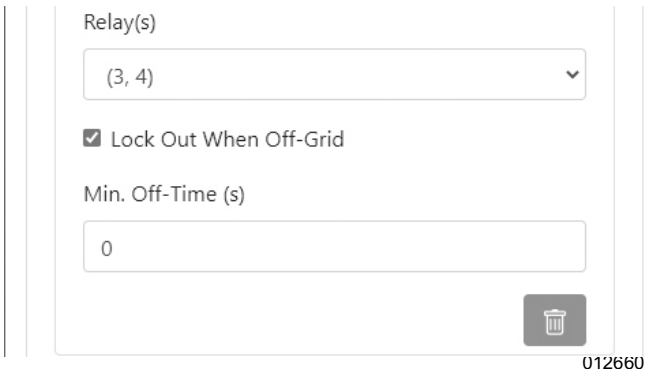 Relay(s)
(3, 4)
Lock Out When Off-Grid
Min. Off-Time (s)
0
012660